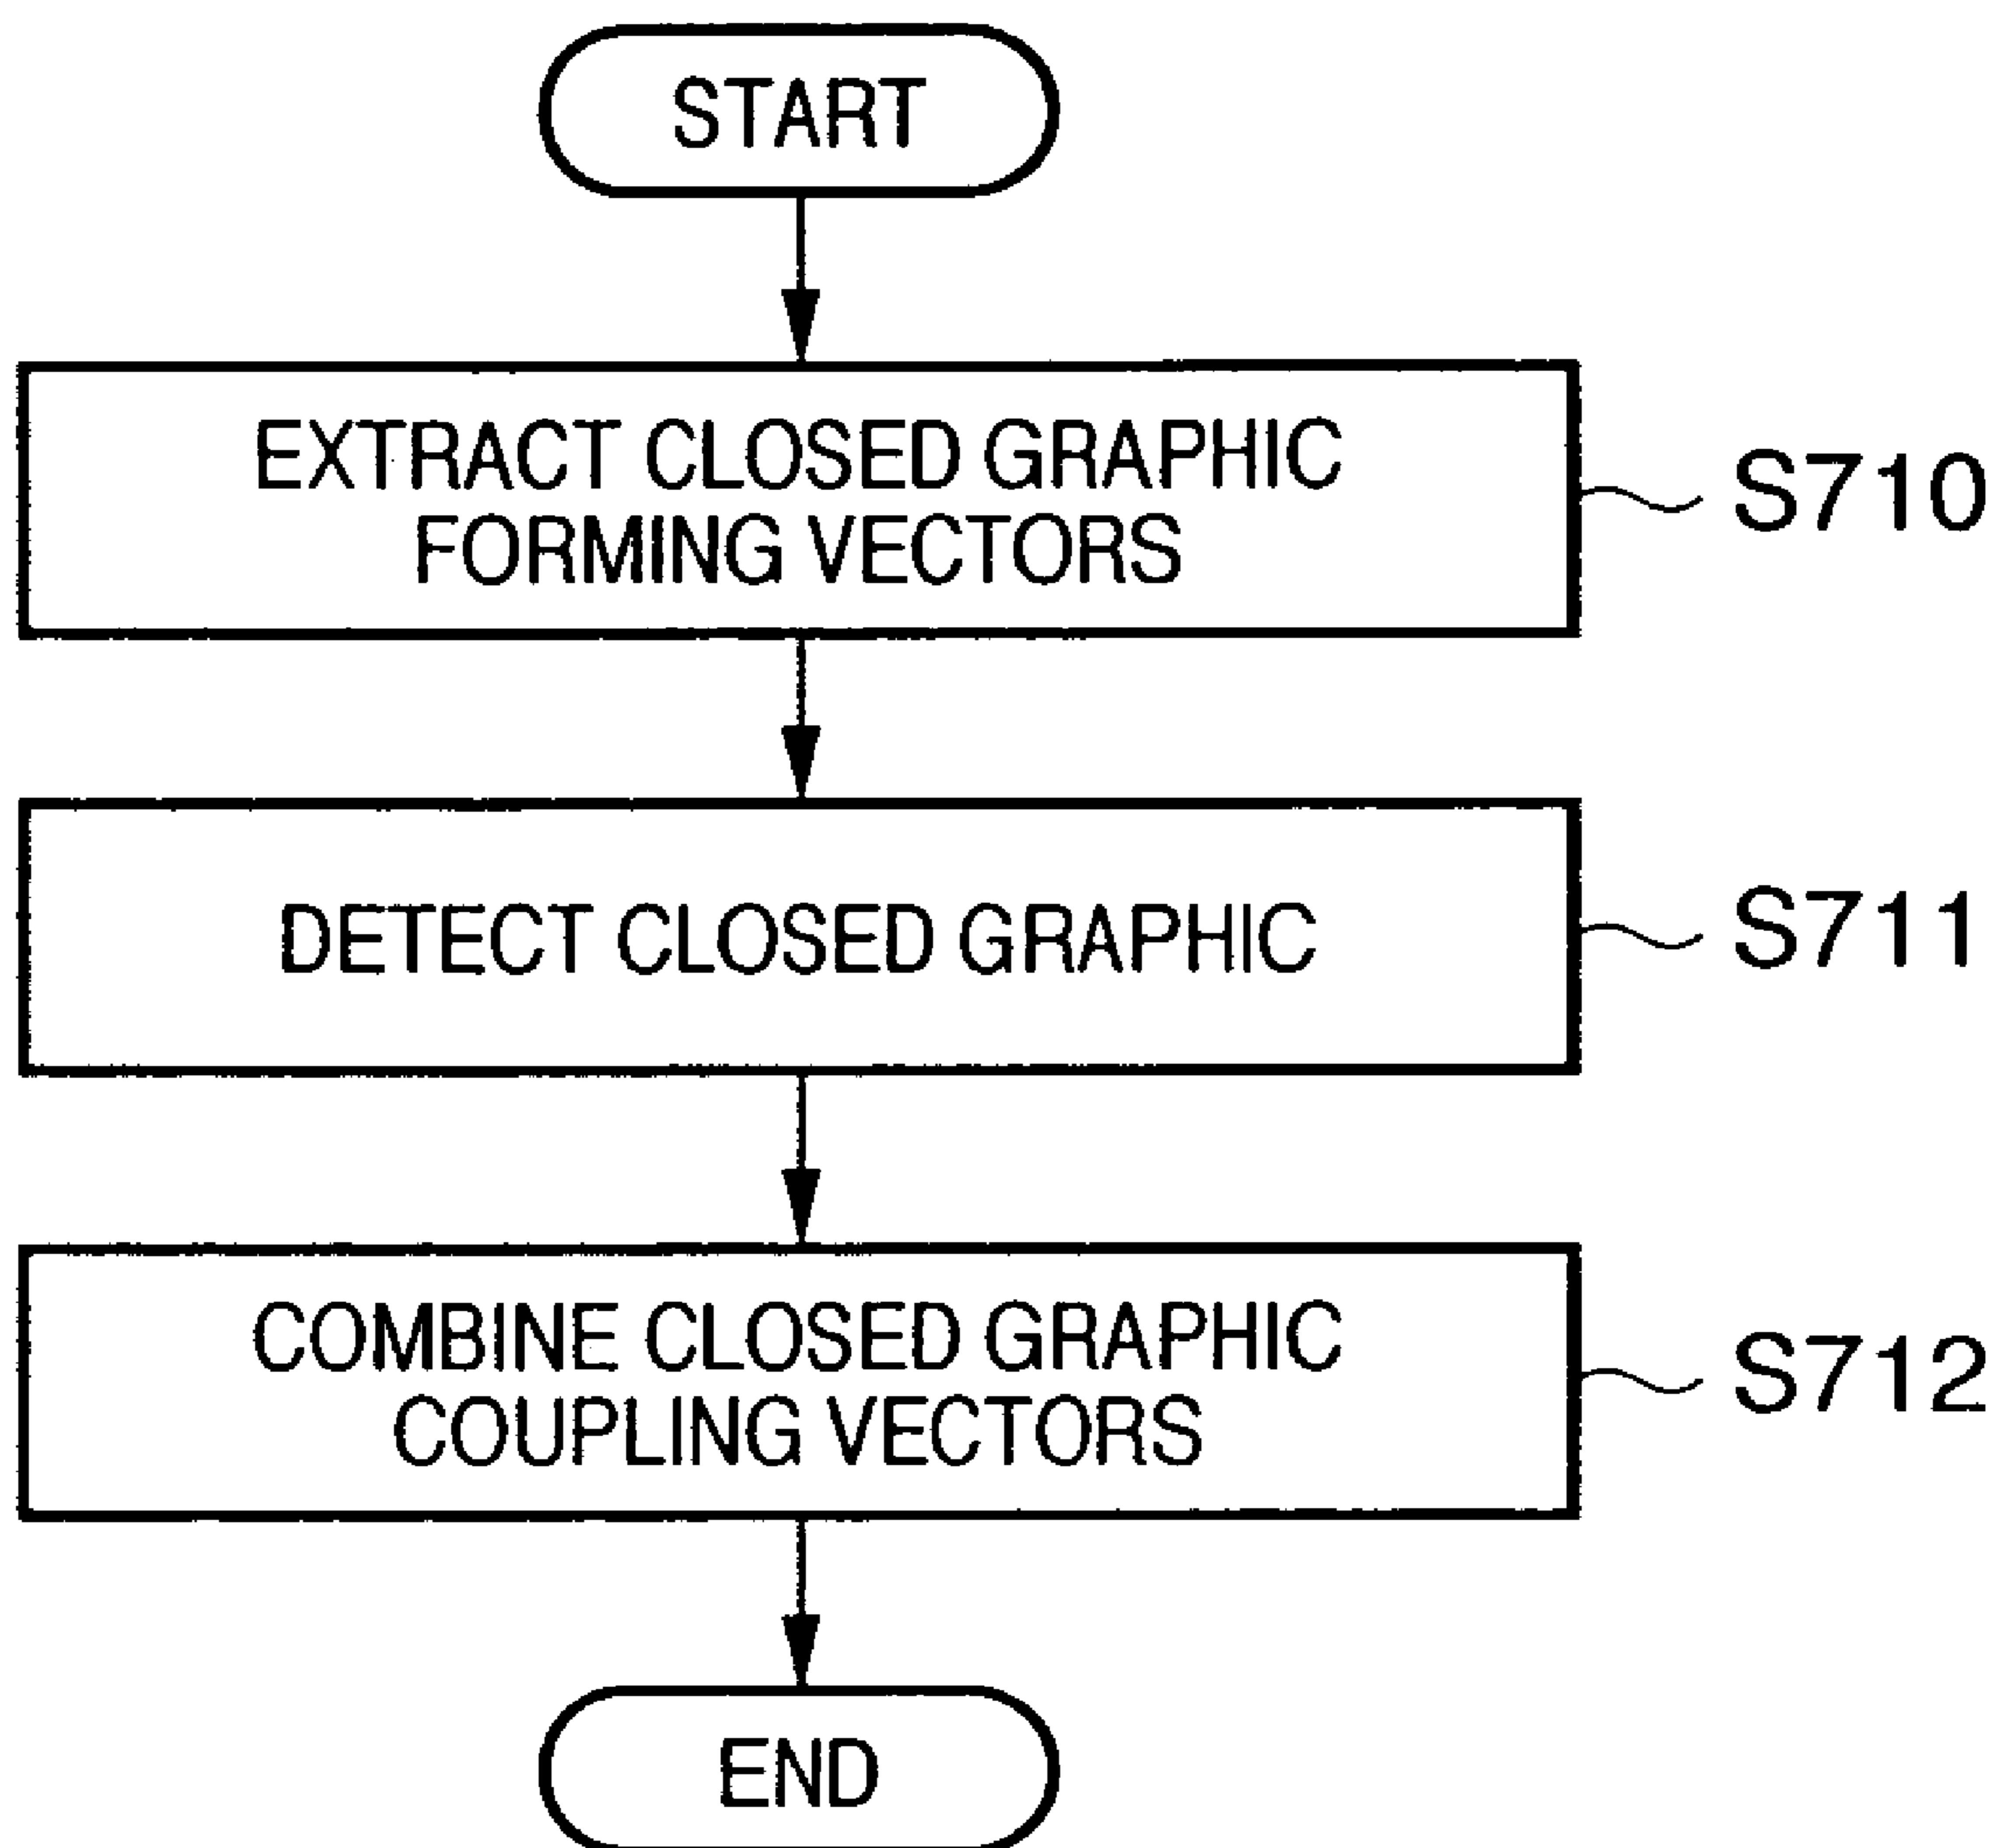 START
EXTRACT CLOSED GRAPHIC
FORMING VECTORS
S710
DETECT CLOSED GRAPHIC
S711
COMBINE CLOSED GRAPHIC
COUPLING VECTORS
S712
END